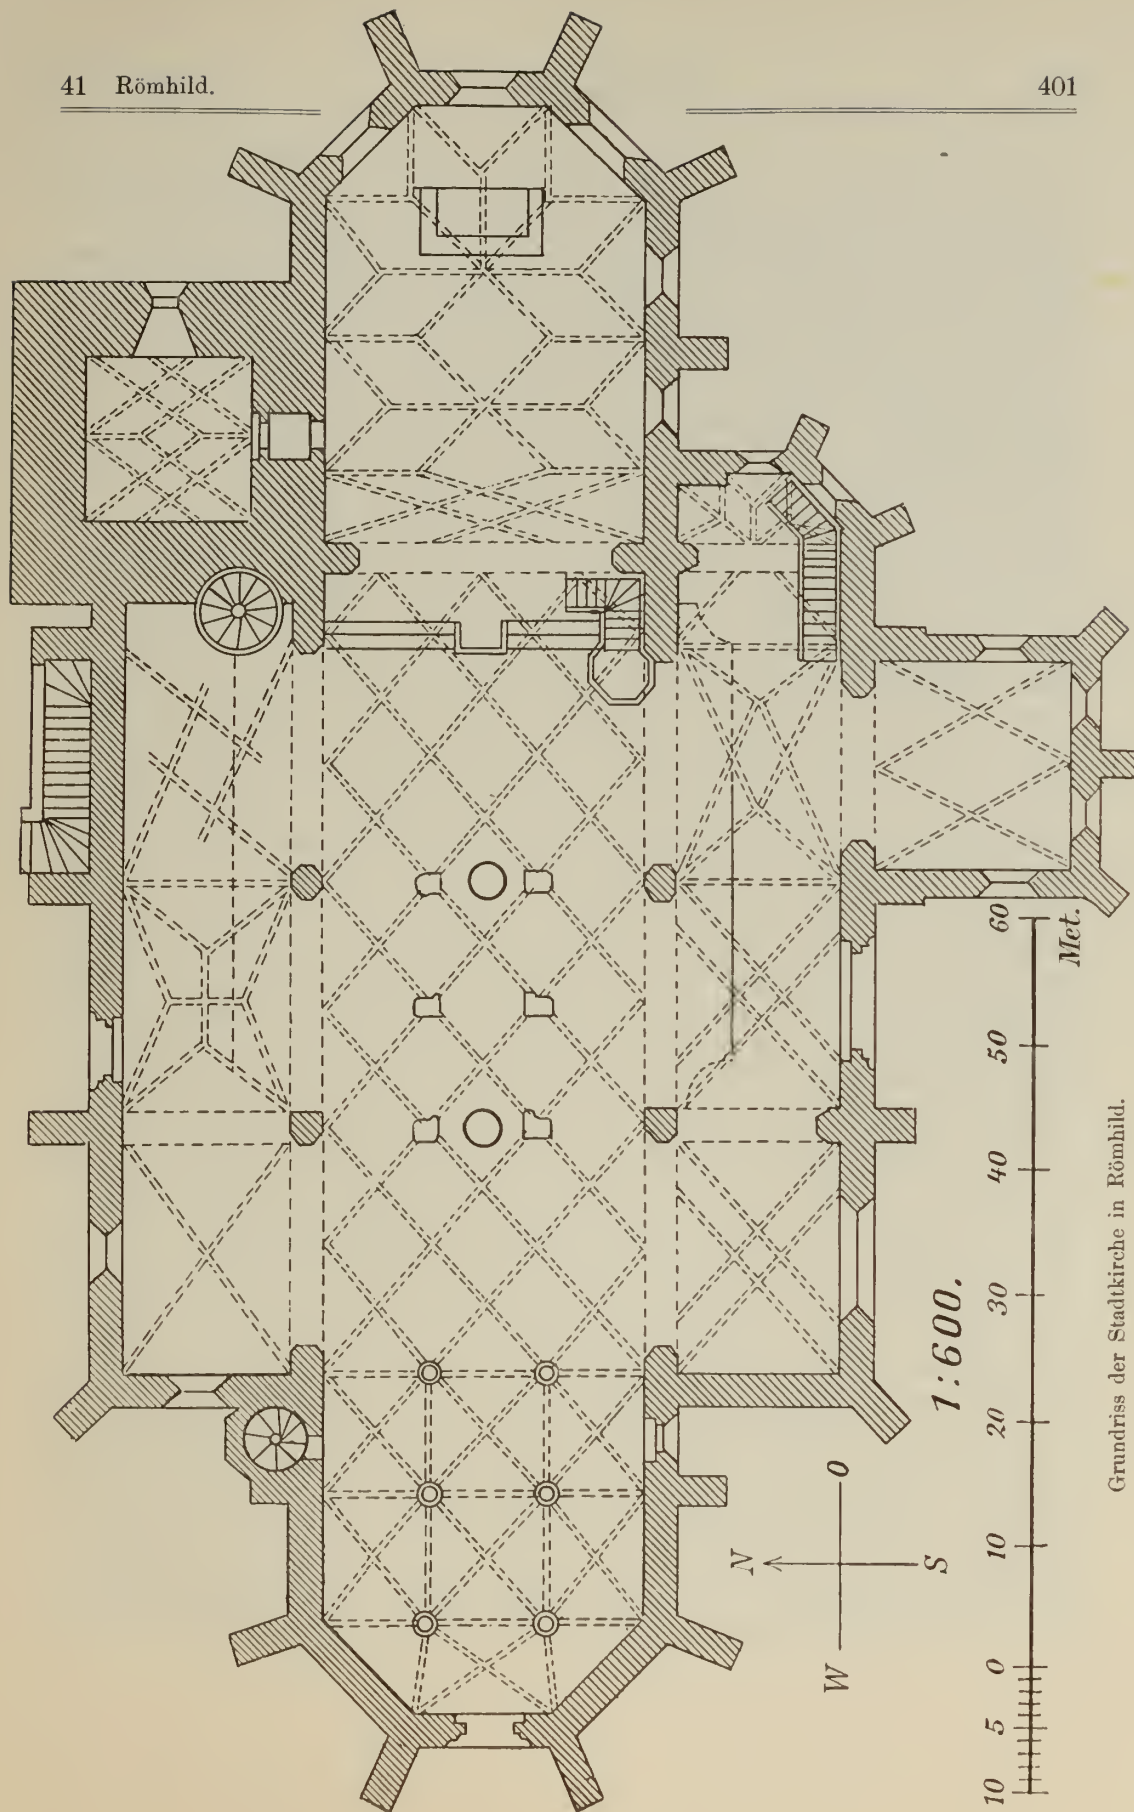 41 Römhild.
401
Grundriss der Stadtkirche in Römhild.
1:600.
N
W O
S
10 5 0 10 20 30 40 50 60
Met.